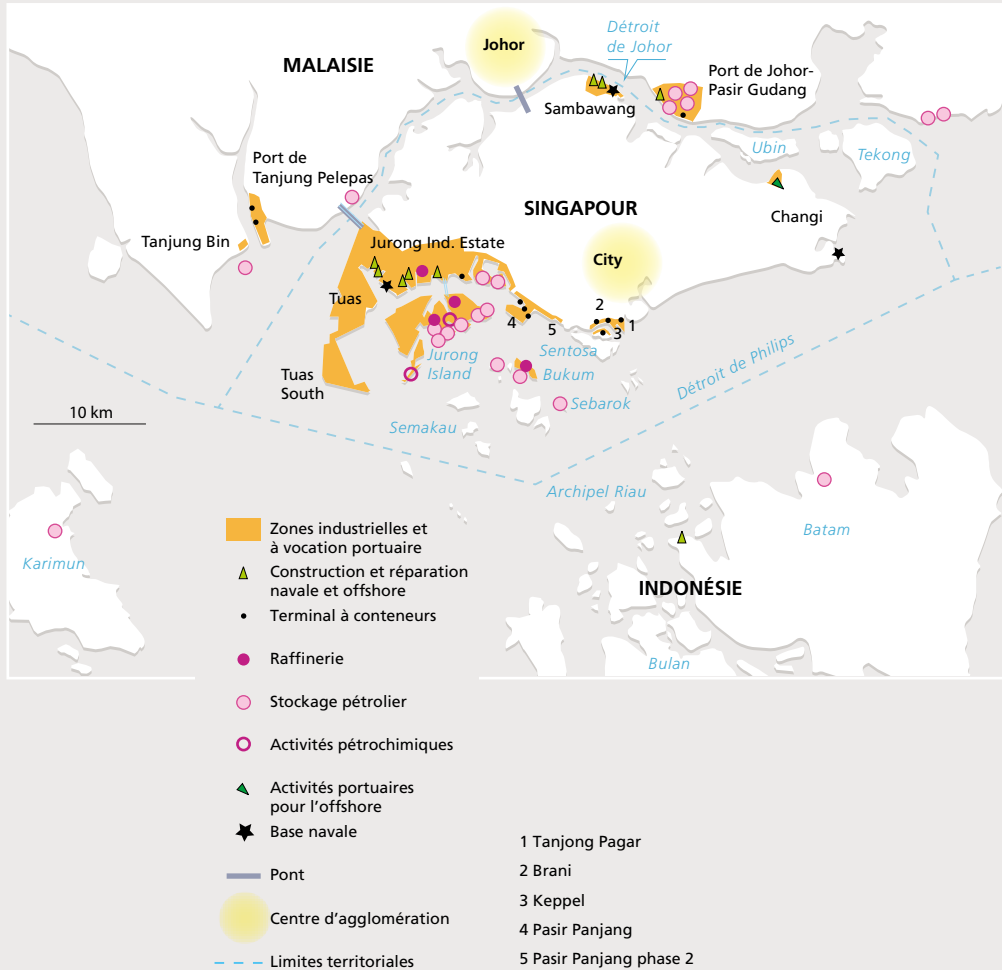 Détroit
de Johor
Johor
MALAISIE
Port de Johor-
Pasir Gudang
Sambawang
Ubin
Tekong
Port de
Tanjung Pelepas
SINGAPOUR
Changi
Tanjung Bin
Jurong Ind. Estate
City
Tuas
2
1
4
5
3
Jurong
Island
Sentosa
Bukum
Détroit de Philips
Tuas
South
Sebarok
10 km
Semakau
Archipel Riau
Batam
Karimun
INDONÉSIE
Bulan
Zones industrielles et
à vocation portuaire
Construction et réparation
navale et offshore
Terminal à conteneurs
Raffinerie
Stockage pétrolier
Activités pétrochimiques
Activités portuaires
pour l'offshore
Base navale
Pont
Centre d'agglomération
Limites territoriales
1 Tanjong Pagar
2 Brani
3 Keppel
4 Pasir Panjang
5 Pasir Panjang phase 2